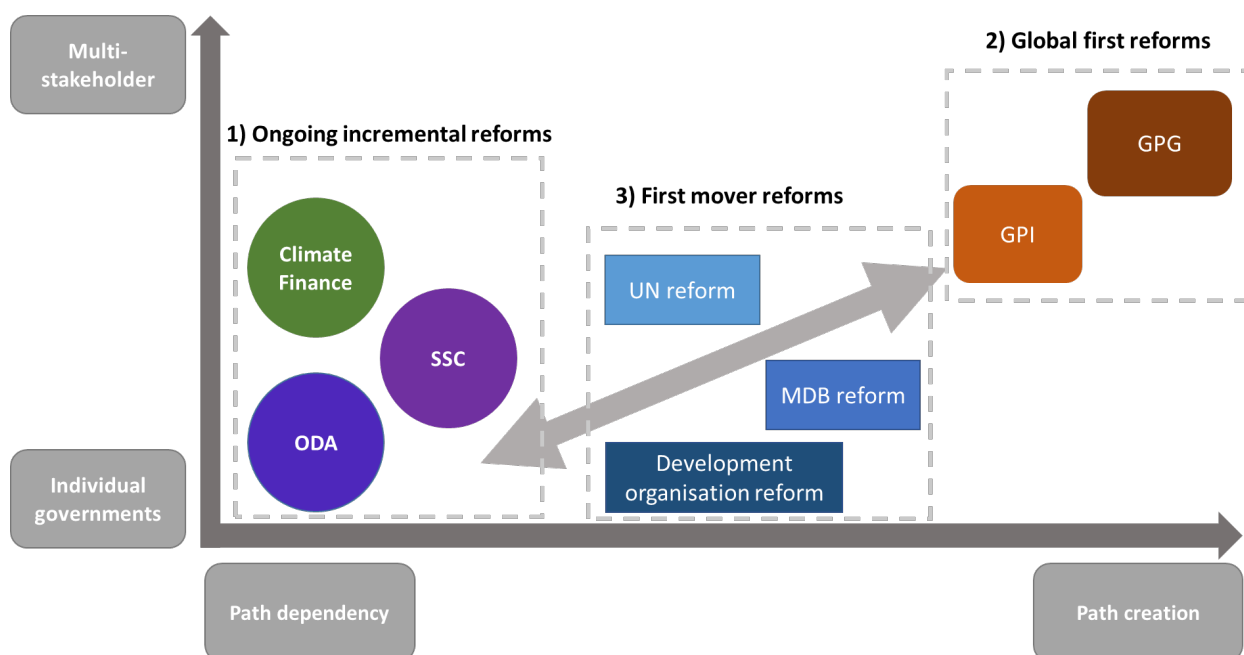 Multi-
stakeholder
2) Global first reforms
1) Ongoing incremental reforms
GPG
3) First mover reforms
GPI
Climate
Finance
UN reform
SSC
MDB reform
ODA
Development
organisation reform
Individual
governments
Path dependency
Path creation